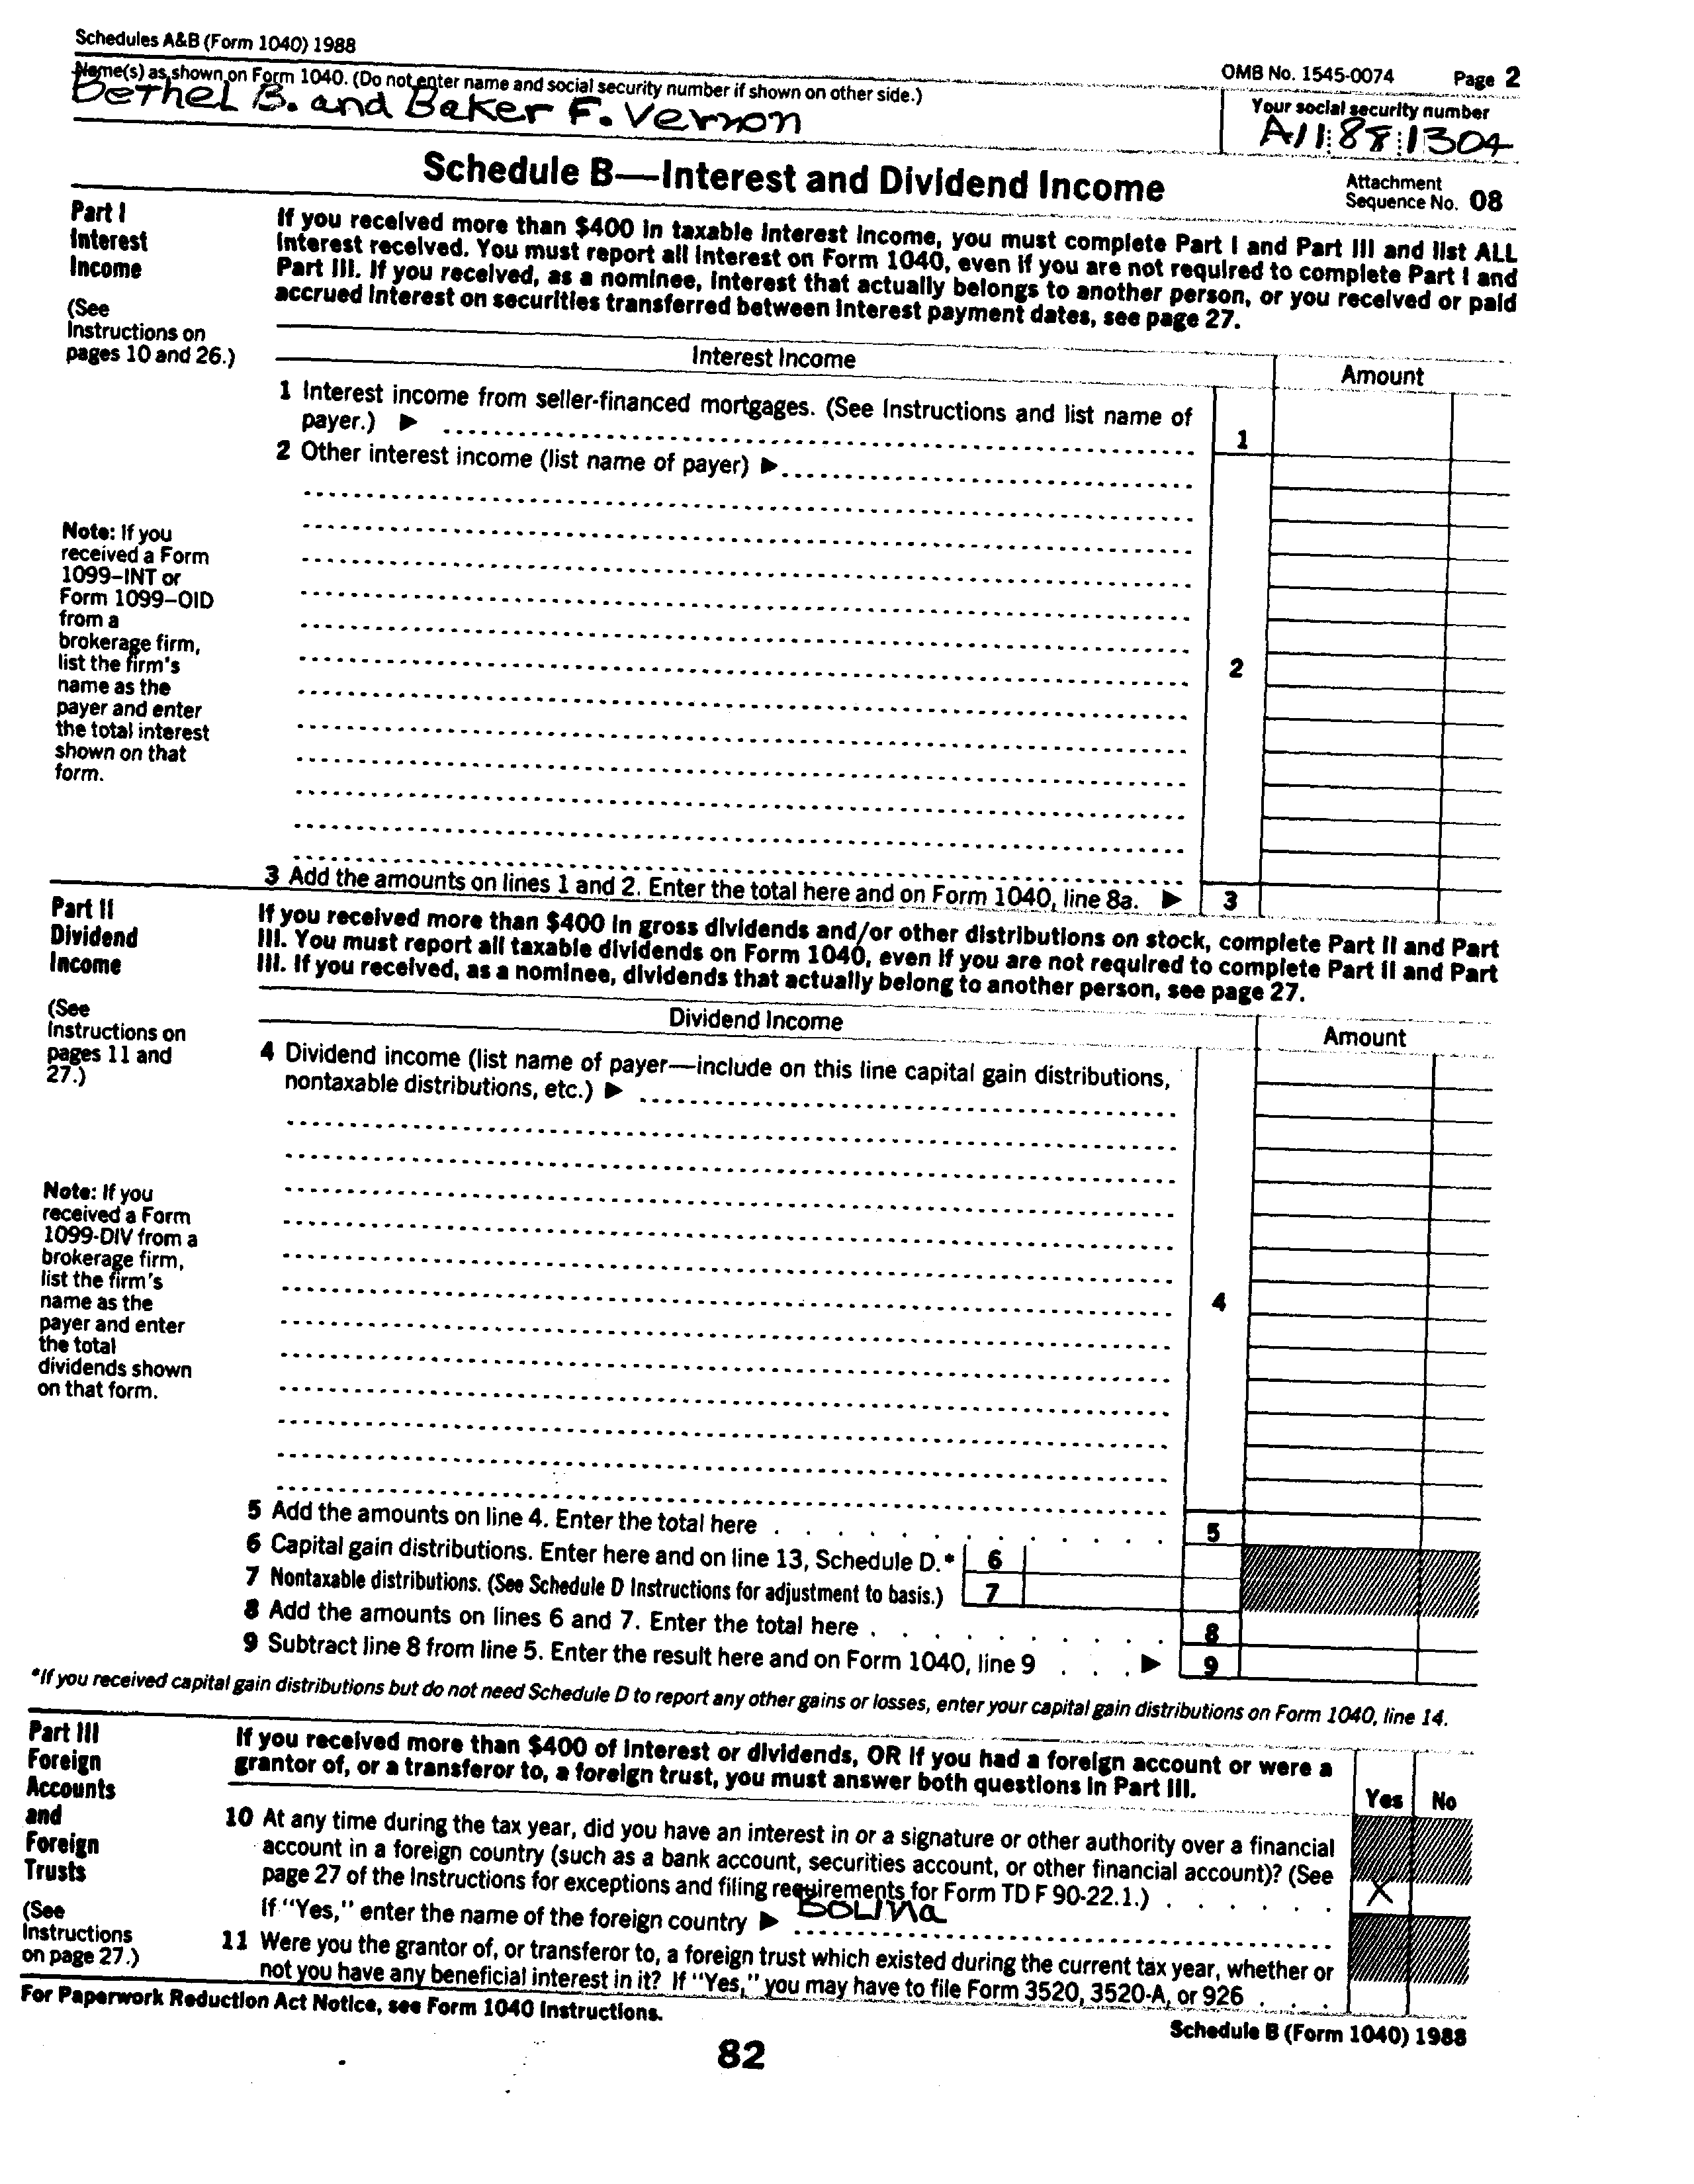 Schedules A&B (Form 1040) 1988
OMB No. 1545-0074 Page 2
Name(s) as shown on Form 1040. (Do not enter name and social security number if shown on other side.)
Your social security number
Bethel B. and Baker F. Vernon
A11 88 1304
Schedule B—Interest and Dividend Income
Attachment
Sequence No. 08
Part I
Interest
Income
(See
Instructions on
pages 10 and 26.)
If you received more than $400 in taxable interest income, you must complete Part I and Part III and list ALL
interest received. You must report all interest on Form 1040, even if you are not required to complete Part I and
Part III. If you received, as a nominee, interest that actually belongs to another person, or you received or paid
accrued interest on securities transferred between interest payment dates, see page 27.
Interest Income
Amount
1 Interest income from seller-financed mortgages. (See Instructions and list name of
payer.) ▶
1
2 Other interest income (list name of payer) ▶
Note: If you
received a Form
1099–INT or
Form 1099–OID
from a
brokerage firm,
list the firm's
name as the
payer and enter
the total interest
shown on that
form.
2
3 Add the amounts on lines 1 and 2. Enter the total here and on Form 1040, line 8a. ▶ 3
Part II
Dividend
Income
(See
Instructions on
pages 11 and
27.)
If you received more than $400 in gross dividends and/or other distributions on stock, complete Part II and Part
III. You must report all taxable dividends on Form 1040, even if you are not required to complete Part II and Part
III. If you received, as a nominee, dividends that actually belong to another person, see page 27.
Dividend Income
Amount
4 Dividend income (list name of payer—include on this line capital gain distributions,
nontaxable distributions, etc.) ▶
Note: If you
received a Form
1099-DIV from a
brokerage firm,
list the firm's
name as the
payer and enter
the total
dividends shown
on that form.
4
5 Add the amounts on line 4. Enter the total here . . . . . . . . . . . . 5
6 Capital gain distributions. Enter here and on line 13, Schedule D.* 6
7 Nontaxable distributions. (See Schedule D Instructions for adjustment to basis.) 7
8 Add the amounts on lines 6 and 7. Enter the total here . . . . . . . . . . 8
9 Subtract line 8 from line 5. Enter the result here and on Form 1040, line 9 . . . ▶ 9
*If you received capital gain distributions but do not need Schedule D to report any other gains or losses, enter your capital gain distributions on Form 1040, line 14.
Part III
Foreign
Accounts
and
Foreign
Trusts
(See
Instructions
on page 27.)
If you received more than $400 of interest or dividends, OR if you had a foreign account or were a
grantor of, or a transferor to, a foreign trust, you must answer both questions in Part III.
Yes No
10 At any time during the tax year, did you have an interest in or a signature or other authority over a financial
account in a foreign country (such as a bank account, securities account, or other financial account)? (See
page 27 of the Instructions for exceptions and filing requirements for Form TD F 90-22.1.) . . . . . . X
If "Yes," enter the name of the foreign country ▶
11 Were you the grantor of, or transferor to, a foreign trust which existed during the current tax year, whether or
not you have any beneficial interest in it? If "Yes," you may have to file Form 3520, 3520-A, or 926 . . .
For Paperwork Reduction Act Notice, see Form 1040 Instructions.
Schedule B (Form 1040) 1988
82